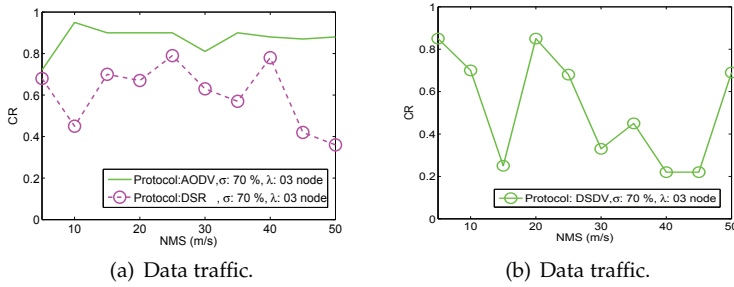 1
0.8
0.6
0.4
0.2
0
CR
10 20 30 40 50
NMS (m/s)
Protocol:AODV,σ: 70 %, λ: 03 node
Protocol:DSR , σ: 70 %, λ: 03 node
(a) Data traffic.
1
0.8
0.6
0.4
0.2
0
CR
10 20 30 40 50
NMS (m/s)
Protocol: DSDV,σ: 70 %, λ: 03 node
(b) Data traffic.